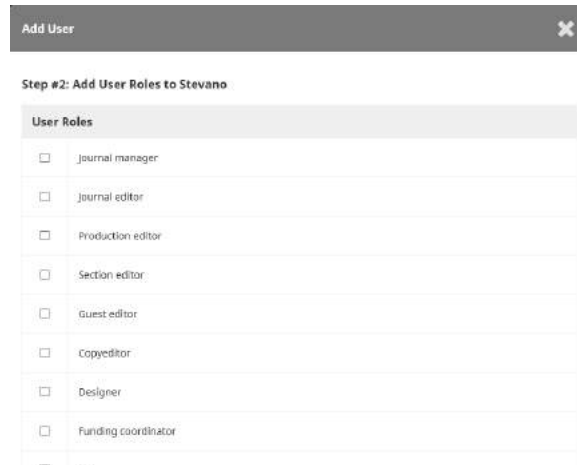 Add User
Step #2: Add User Roles to Stevano
User Roles
Journal manager
Journal editor
Production editor
Section editor
Guest editor
Copyeditor
Designer
Funding coordinator